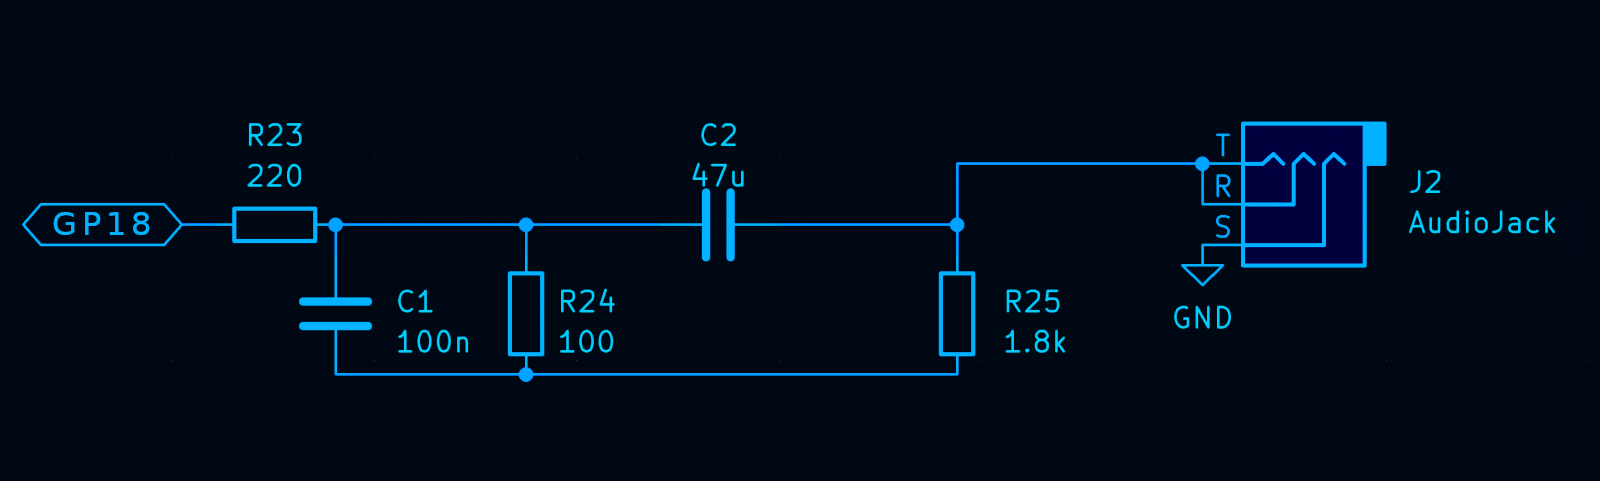 R23
220
GP18
C1
100n
R24
100
C2
47u
R25
1.8k
T
R
S
GND
J2
AudioJack